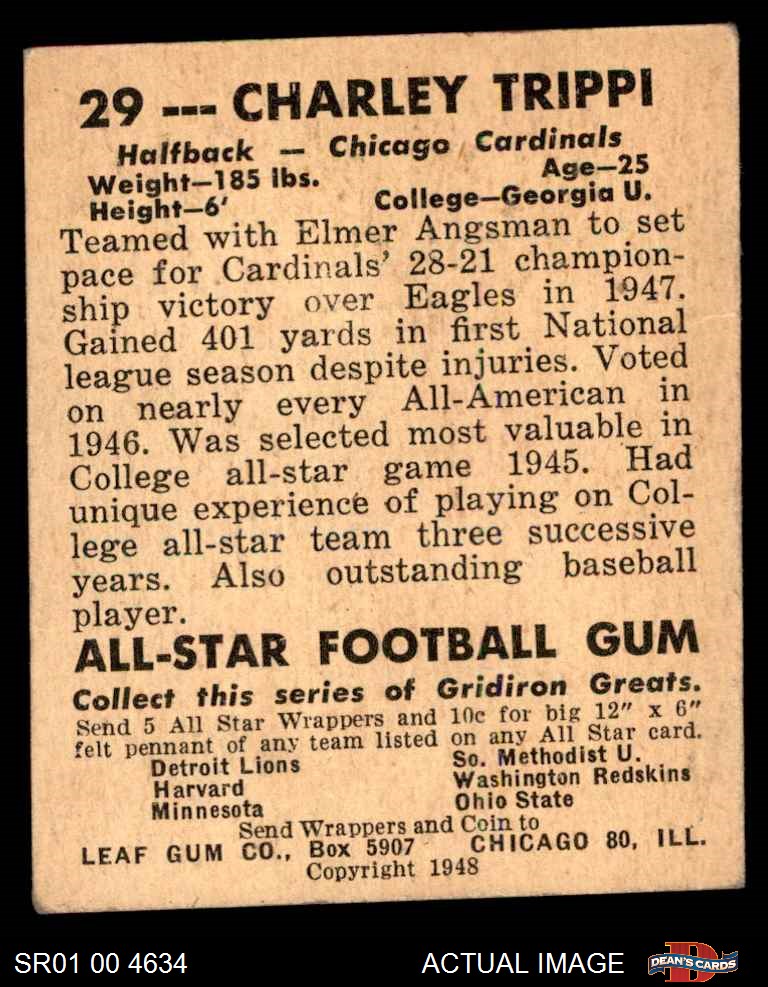 29 --- CHARLEY TRIPPI
Halfback — Chicago Cardinals
Weight—185 lbs. Age—25
Height—6' College—Georgia U.
Teamed with Elmer Angsman to set
pace for Cardinals' 28-21 champion-
ship victory over Eagles in 1947.
Gained 401 yards in first National
league season despite injuries. Voted
on nearly every All-American in
1946. Was selected most valuable in
College all-star game 1945. Had
unique experience of playing on Col-
lege all-star team three successive
years. Also outstanding baseball
player.
ALL-STAR FOOTBALL GUM
Collect this series of Gridiron Greats.
Send 5 All Star Wrappers and 10c for big 12" x 6"
felt pennant of any team listed on any All Star card.
Detroit Lions So. Methodist U.
Harvard Washington Redskins
Minnesota Ohio State
Send Wrappers and Coin to
LEAF GUM CO., Box 5907 CHICAGO 80, ILL.
Copyright 1948
SR01 00 4634 ACTUAL IMAGE D DEAN'S CARDS